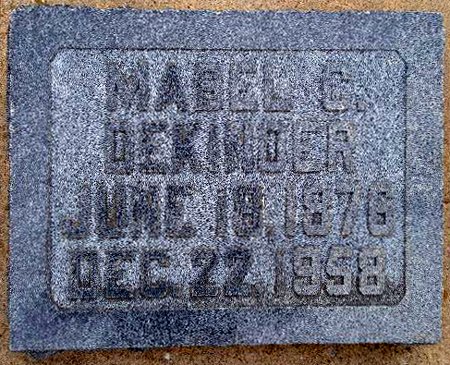 MABEL C.
DEKINDER
JUNE 19, 1876
DEC. 22, 1958